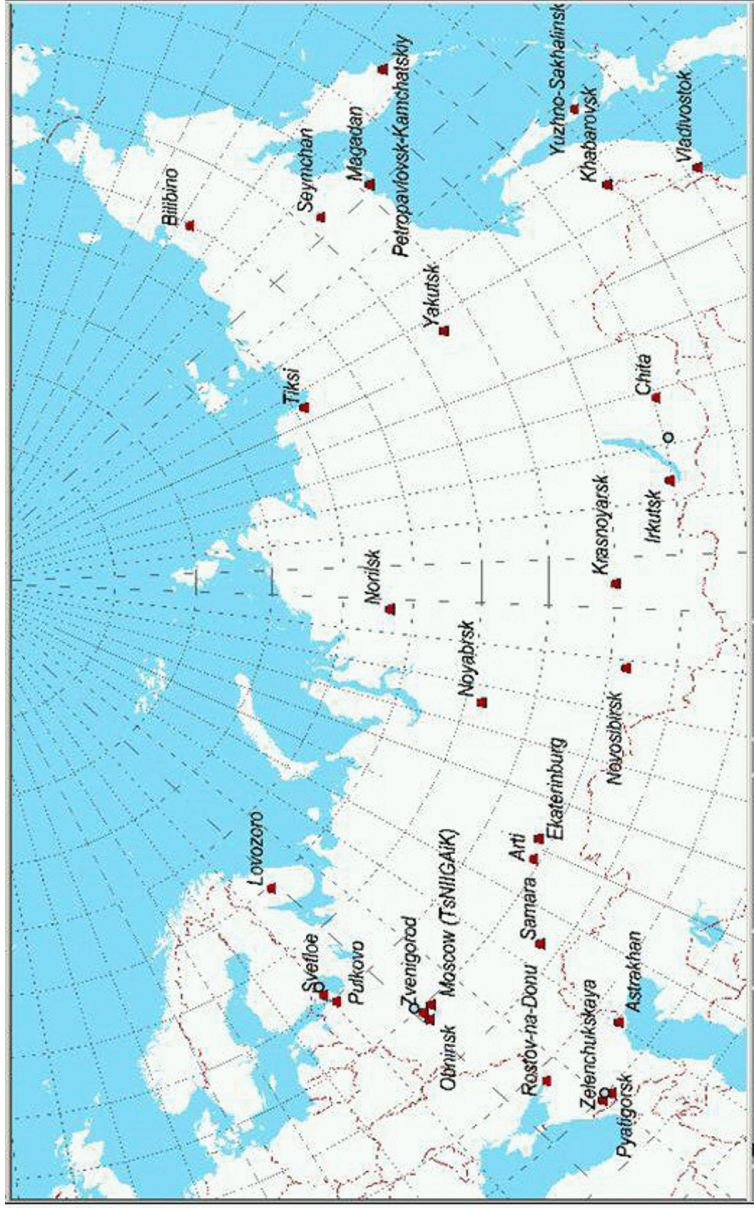 Bilibino
Seymchan
Magadan
Petropavlovsk-Kamchatskiy
Yuzhno-Sakhalinsk
Khabarovsk
Vladivostok
Yakutsk
Tiksi
Chita
Irkutsk
Krasnoyarsk
Norilsk
Noyabrsk
Novosibirsk
Ekaterinburg
Arti
Samara
Lovozoro
Svetloe
Pulkovo
Zvenigorod
Moscow (TsNIIGAiK)
Obninsk
Rostov-na-Donu
Zelenchukskaya
Pyatigorsk
Astrakhan